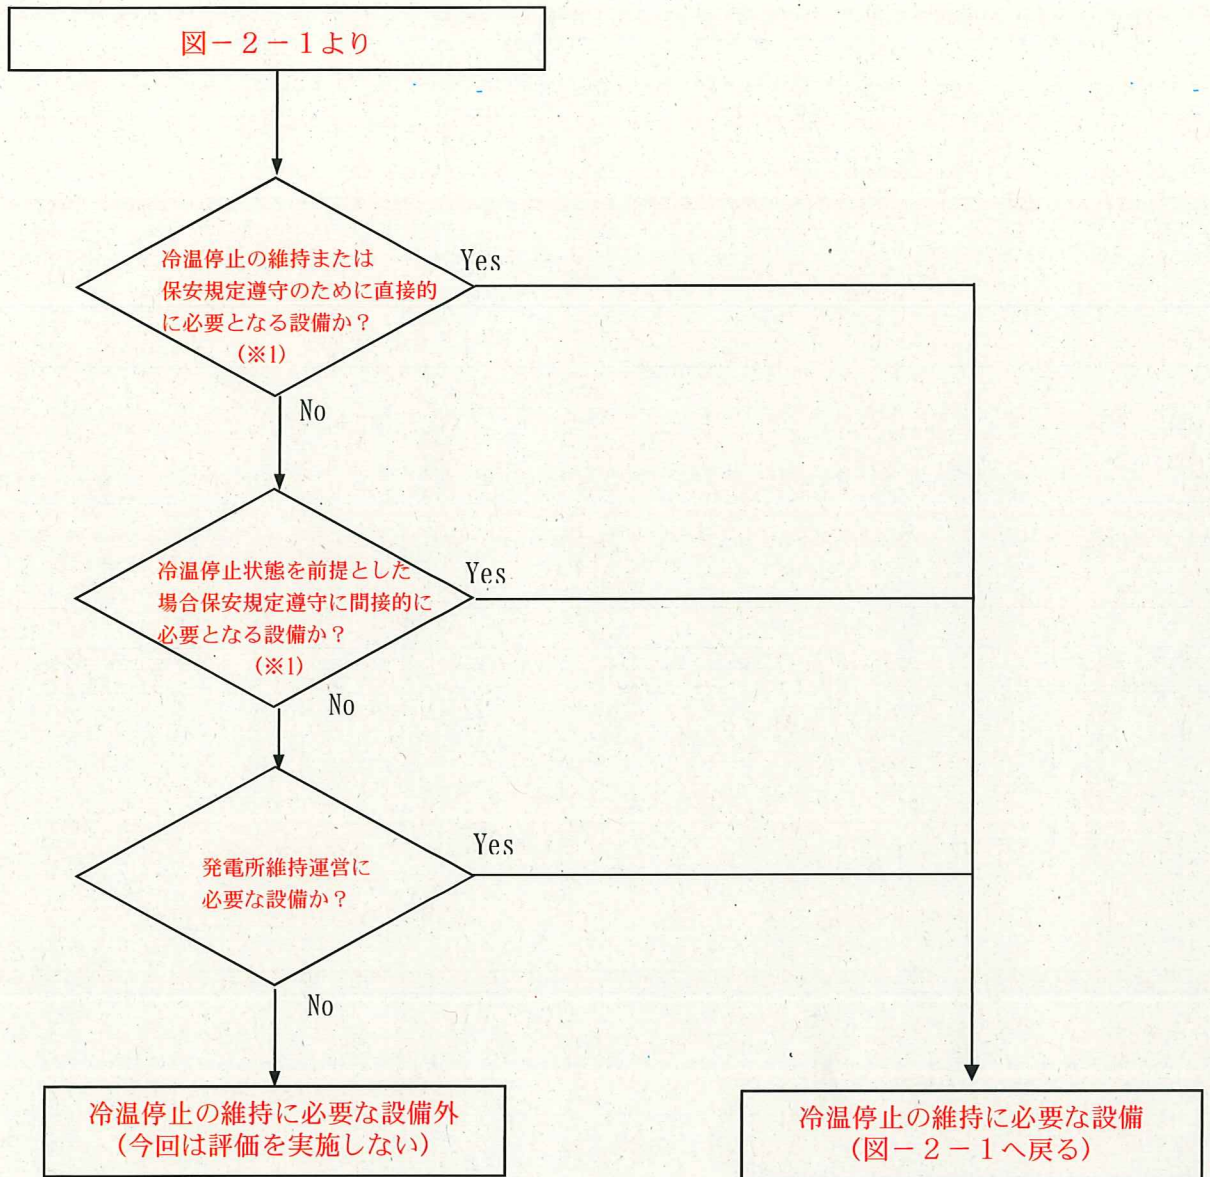 図－２－１より
冷温停止の維持または
保安規定遵守のために直接的
に必要となる設備か？
(※1)
Yes
No
冷温停止状態を前提とした
場合保安規定遵守に間接的に
必要となる設備か？
(※1)
Yes
No
発電所維持運営に
必要な設備か？
Yes
No
冷温停止の維持に必要な設備外
(今回は評価を実施しない)
冷温停止の維持に必要な設備
(図－２－１へ戻る)